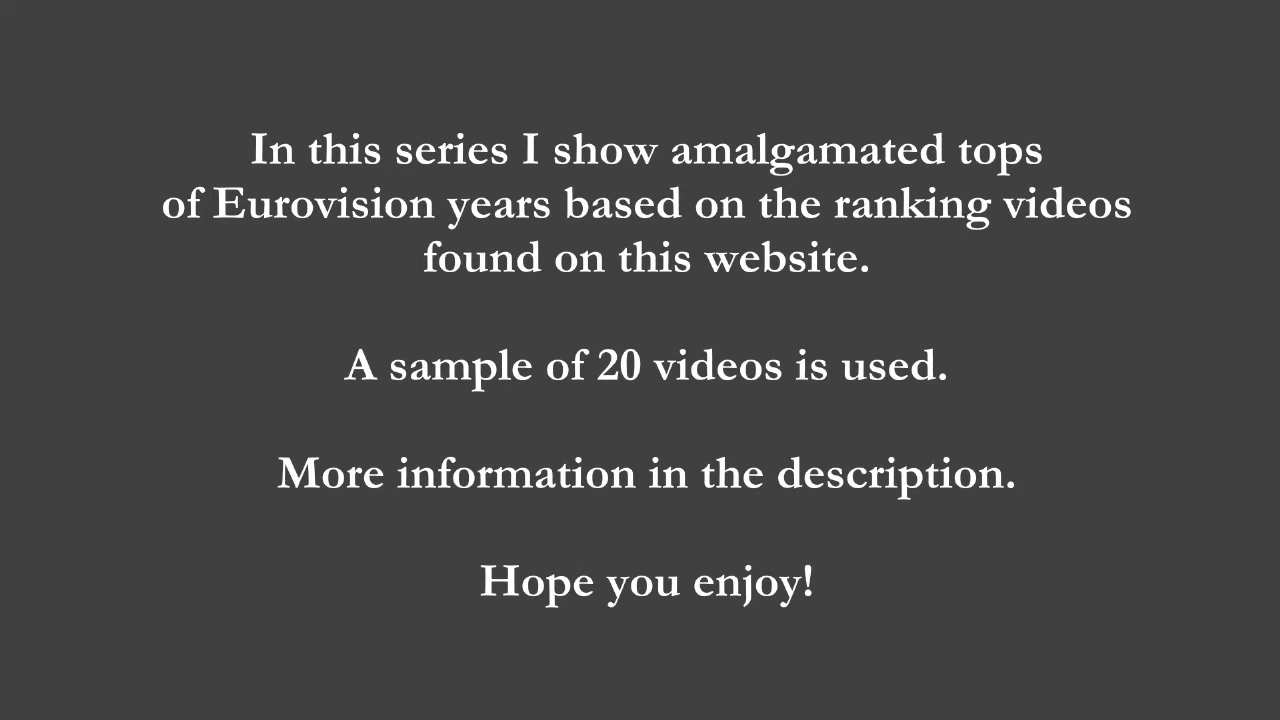 In this series I show amalgamated tops
of Eurovision years based on the ranking videos
found on this website.
A sample of 20 videos is used.
More information in the description.
Hope you enjoy!